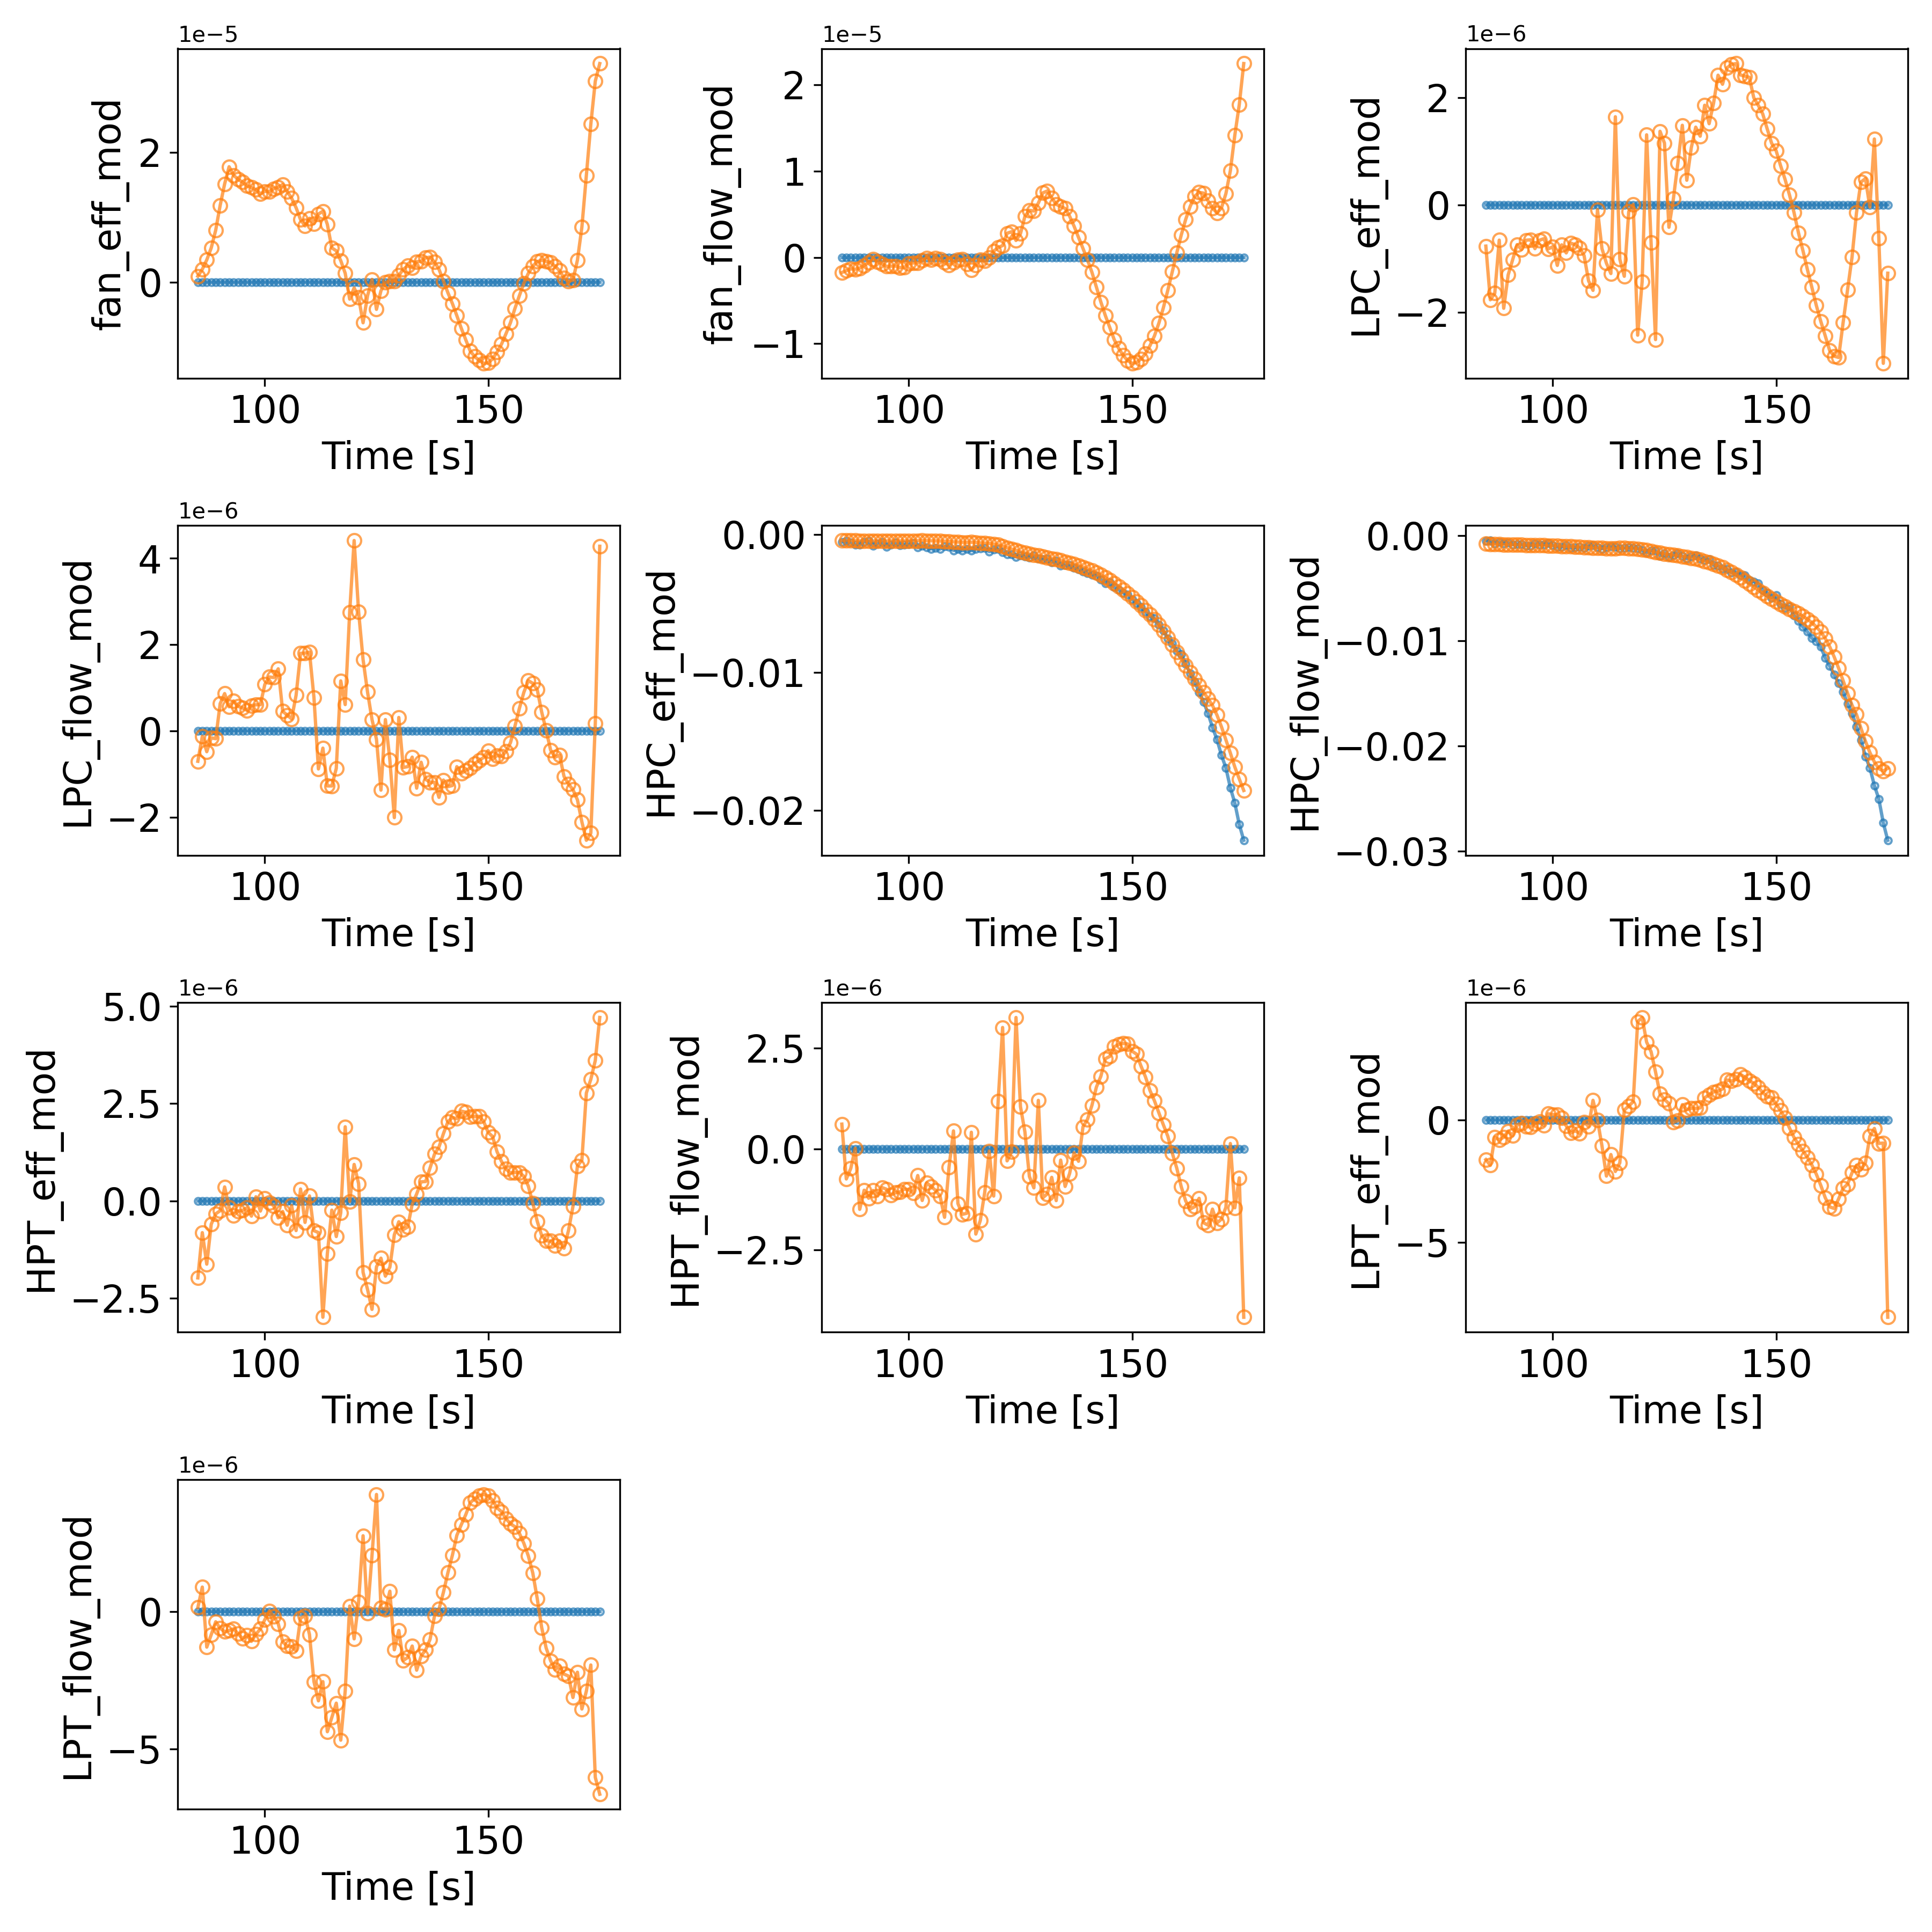 1e−5
fan_eff_mod
2
0
100 150
Time [s]
1e−5
fan_flow_mod
2
1
0
−1
100 150
Time [s]
1e−6
LPC_eff_mod
2
0
−2
100 150
Time [s]
1e−6
LPC_flow_mod
4
2
0
−2
100 150
Time [s]
HPC_eff_mod
0.00
−0.01
−0.02
100 150
Time [s]
HPC_flow_mod
0.00
−0.01
−0.02
−0.03
100 150
Time [s]
1e−6
HPT_eff_mod
5.0
2.5
0.0
−2.5
100 150
Time [s]
1e−6
HPT_flow_mod
2.5
0.0
−2.5
100 150
Time [s]
1e−6
LPT_eff_mod
0
−5
100 150
Time [s]
1e−6
LPT_flow_mod
0
−5
100 150
Time [s]